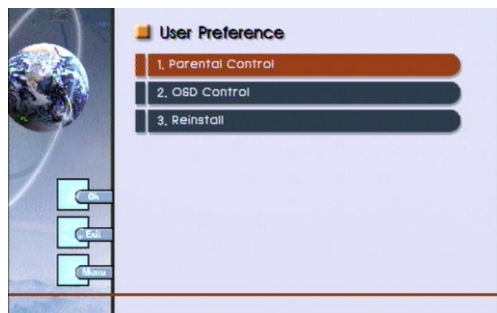 User Preference
1. Parental Control
2. OSD Control
3. Reinstall
Ok
Exit
Menu